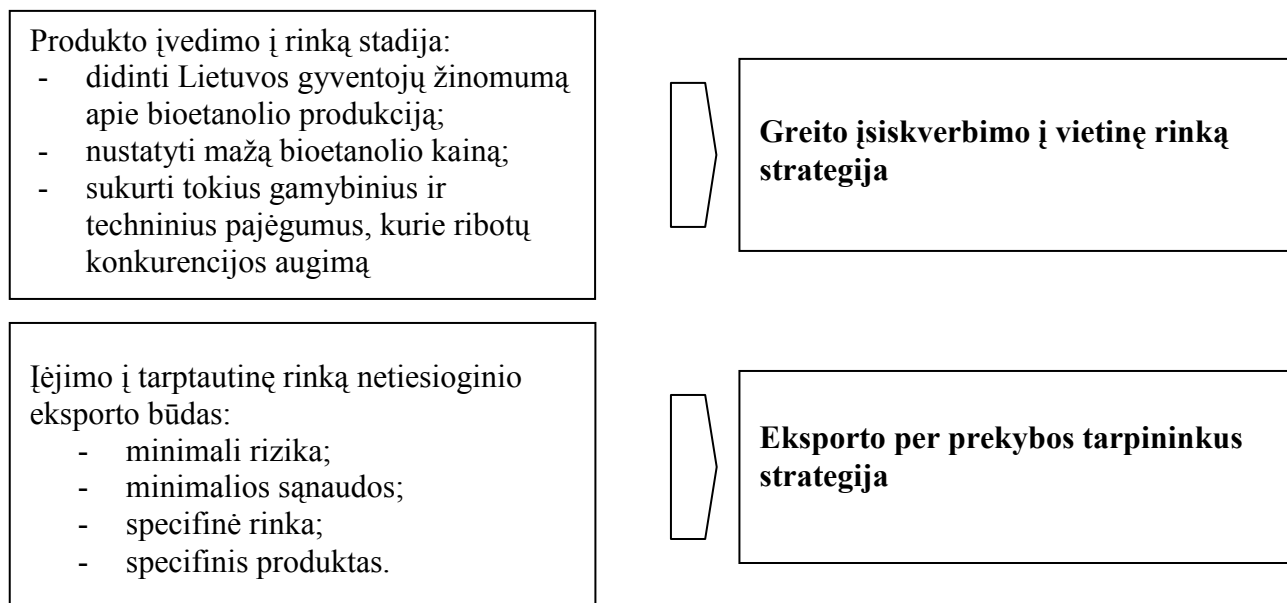 Produkto įvedimo į rinką stadija:
- didinti Lietuvos gyventojų žinomumą
apie bioetanolio produkciją;
- nustatyti mažą bioetanolio kainą;
- sukurti tokius gamybinius ir
techninius pajėgumus, kurie ribotų
konkurencijos augimą
Greito įsiskverbimo į vietinę rinką
strategija
Įėjimo į tarptautinę rinką netiesioginio
eksporto būdas:
- minimali rizika;
- minimalios sąnaudos;
- specifinė rinka;
- specifinis produktas.
Eksporto per prekybos tarpininkus
strategija